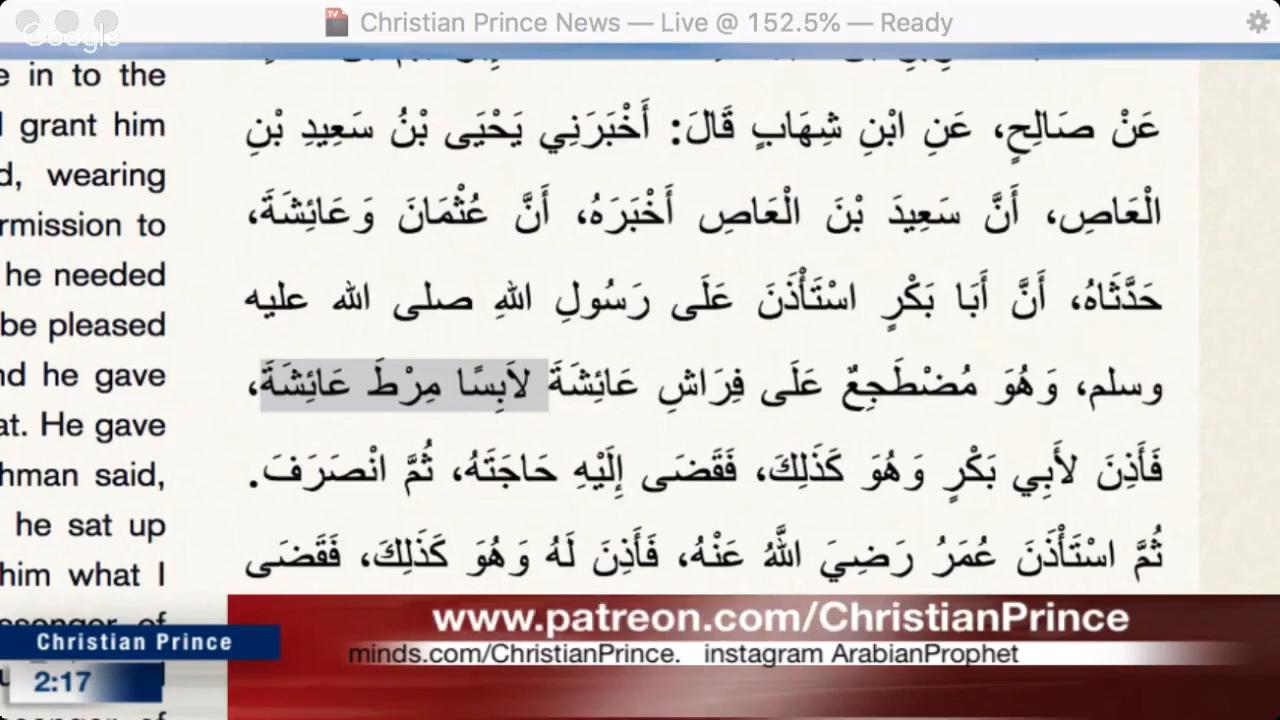 Christian Prince News — Live @ 152.5% — Ready
Google
e in to the
grant him
d, wearing
rmission to
he needed
be pleased
nd he gave
at. He gave
hman said,
he sat up
him what I
عَنْ صَالِحٍ، عَنِ ابْنِ شِهَابٍ قَالَ: أَخْبَرَنِي يَحْيَى بْنُ سَعِيدِ بْنِ
الْعَاصِ، أَنَّ سَعِيدَ بْنَ الْعَاصِ أَخْبَرَهُ، أَنَّ عُثْمَانَ وَعَائِشَةَ،
حَدَّثَاهُ، أَنَّ أَبَا بَكْرٍ اسْتَأْذَنَ عَلَى رَسُولِ اللهِ صلى الله عليه
وسلم، وَهُوَ مُضْطَجِعٌ عَلَى فِرَاشِ عَائِشَةَ لاَبِسًا مِرْطَ عَائِشَةَ،
فَأَذِنَ لأَبِي بَكْرٍ وَهُوَ كَذَلِكَ، فَقَضَى إِلَيْهِ حَاجَتَهُ، ثُمَّ انْصَرَفَ.
ثُمَّ اسْتَأْذَنَ عُمَرُ رَضِيَ اللَّهُ عَنْهُ، فَأَذِنَ لَهُ وَهُوَ كَذَلِكَ، فَقَضَى
www.patreon.com/ChristianPrince
Christian Prince
minds.com/ChristianPrince. instagram ArabianProphet
2:17